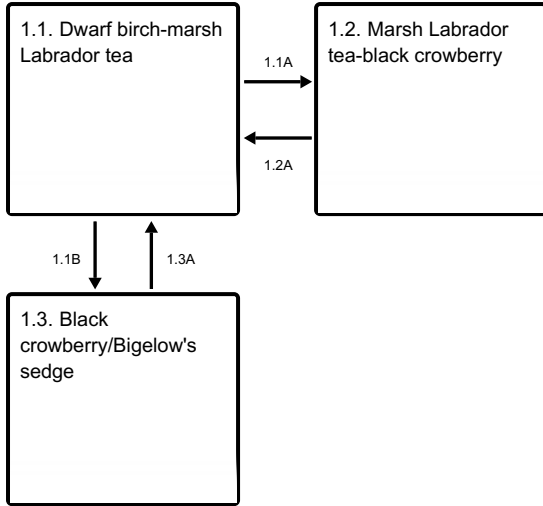 1.1. Dwarf birch-marsh
Labrador tea
1.1A
1.2. Marsh Labrador
tea-black crowberry
1.2A
1.1B
1.3A
1.3. Black
crowberry/Bigelow's
sedge